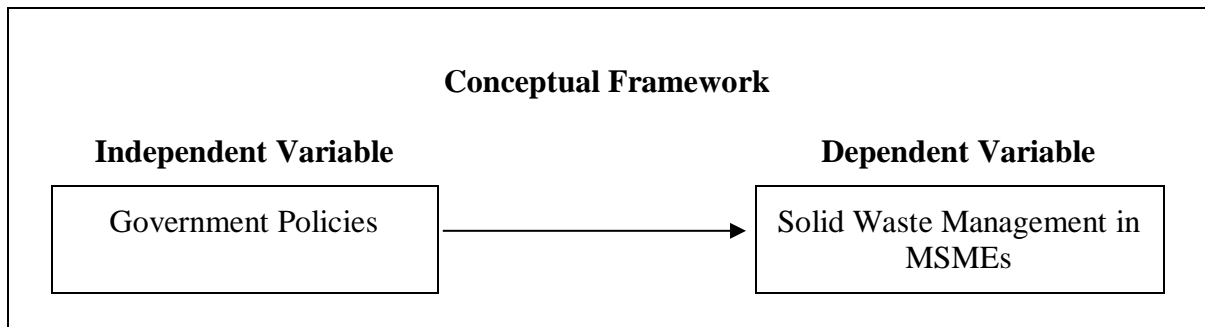 Conceptual Framework
Independent Variable
Dependent Variable
Government Policies
Solid Waste Management in
MSMEs